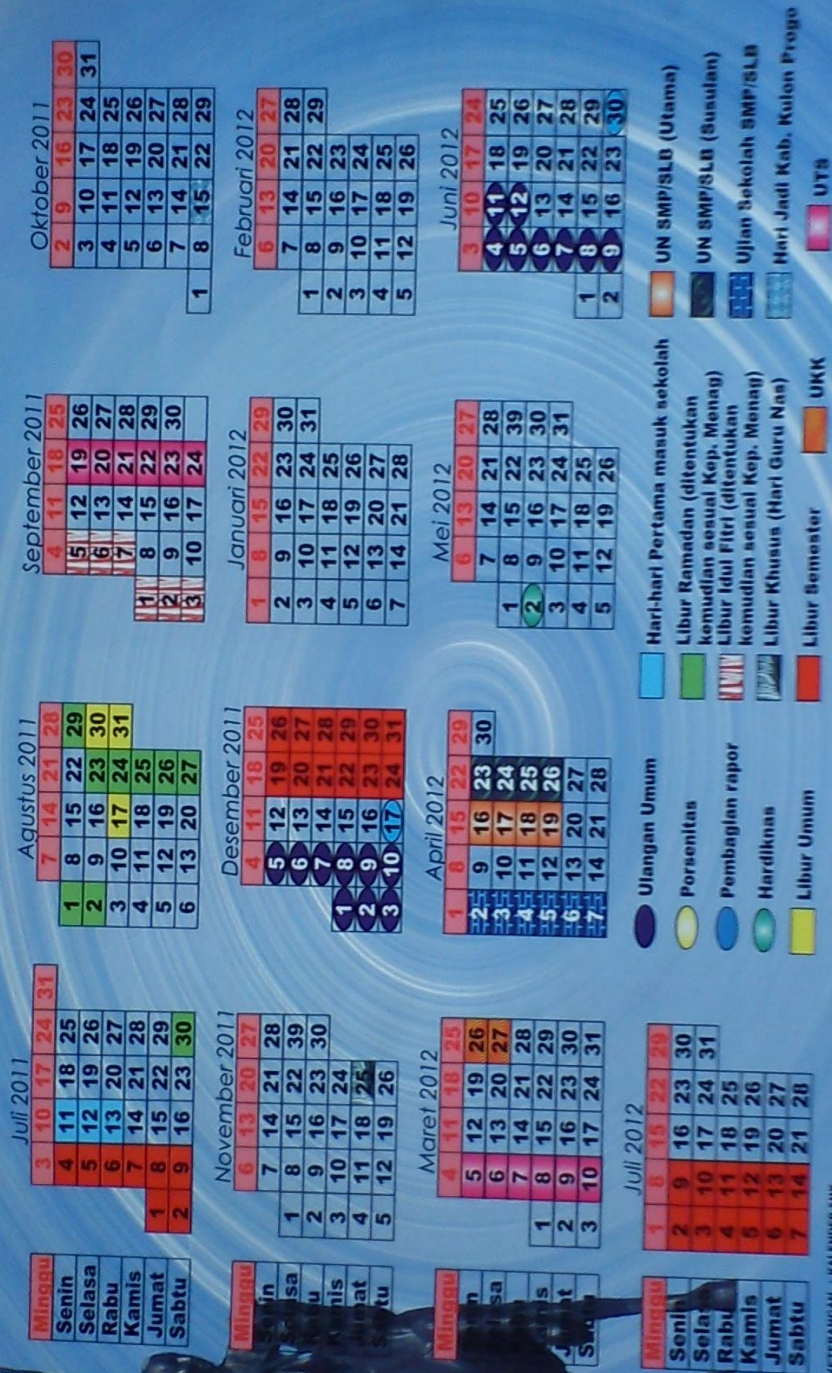 Juli 2011 Agustus 2011 September 2011 Oktober 2011
Minggu 3 10 17 24 31 7 14 21 28 4 11 18 25 2 9 16 23 30
Senin 4 11 18 25 1 8 15 22 29 5 12 19 26 3 10 17 24 31
Selasa 5 12 19 26 2 9 16 23 30 6 13 20 27 4 11 18 25
Rabu 6 13 20 27 3 10 17 24 31 7 14 21 28 5 12 19 26
Kamis 7 14 21 28 4 11 18 25 1 8 15 22 29 6 13 20 27
Jumat 1 8 15 22 29 5 12 19 26 2 9 16 23 30 7 14 21 28
Sabtu 2 9 16 23 30 6 13 20 27 3 10 17 24 1 8 15 22 29
November 2011 Desember 2011 Januari 2012 Februari 2012
Minggu 6 13 20 27 4 11 18 25 1 8 15 22 29 6 13 20 27
Senin 7 14 21 28 5 12 19 26 2 9 16 23 30 7 14 21 28
Selasa 1 8 15 22 39 6 13 20 27 3 10 17 24 31 1 8 15 22 29
Rabu 2 9 16 23 30 7 14 21 28 4 11 18 25 2 9 16 23
Kamis 3 10 17 24 1 8 15 22 29 5 12 19 26 3 10 17 24
Jumat 4 11 18 25 2 9 16 23 30 6 13 20 27 4 11 18 25
Sabtu 5 12 19 26 3 10 17 24 31 7 14 21 28 5 12 19 26
Maret 2012 April 2012 Mei 2012 Juni 2012
Minggu 4 11 18 25 1 8 15 22 29 6 13 20 27 3 10 17 24
5 12 19 26 2 9 16 23 30 7 14 21 28 4 11 18 25
6 13 20 27 3 10 17 24 1 8 15 22 39 5 12 19 26
7 14 21 28 4 11 18 25 2 9 16 23 30 6 13 20 27
1 8 15 22 29 5 12 19 26 3 10 17 24 31 7 14 21 28
2 9 16 23 30 6 13 20 27 4 11 18 25 1 8 15 22 29
3 10 17 24 31 7 14 21 28 5 12 19 26 2 9 16 23 30
Juli 2012
Minggu 1 8 15 22 29
Senin 2 9 16 23 30
Selasa 3 10 17 24 31
Rabu 4 11 18 25
Kamis 5 12 19 26
Jumat 6 13 20 27
Sabtu 7 14 21 28
Ulangan Umum
Porsenitas
Pembagian rapor
Hardiknas
Libur Umum
Hari-hari Pertama masuk sekolah
Libur Ramadan (ditentukan
kemudian sesuai Kep. Menag)
Libur Idul Fitri (ditentukan
kemudian sesuai Kep. Menag)
Libur Khusus (Hari Guru Nas)
Libur Semester
UKK
UN SMP/SLB (Utama)
UN SMP/SLB (Susulan)
Ujian Sekolah SMP/SLB
Hari Jadi Kab. Kulon Progo
UTS